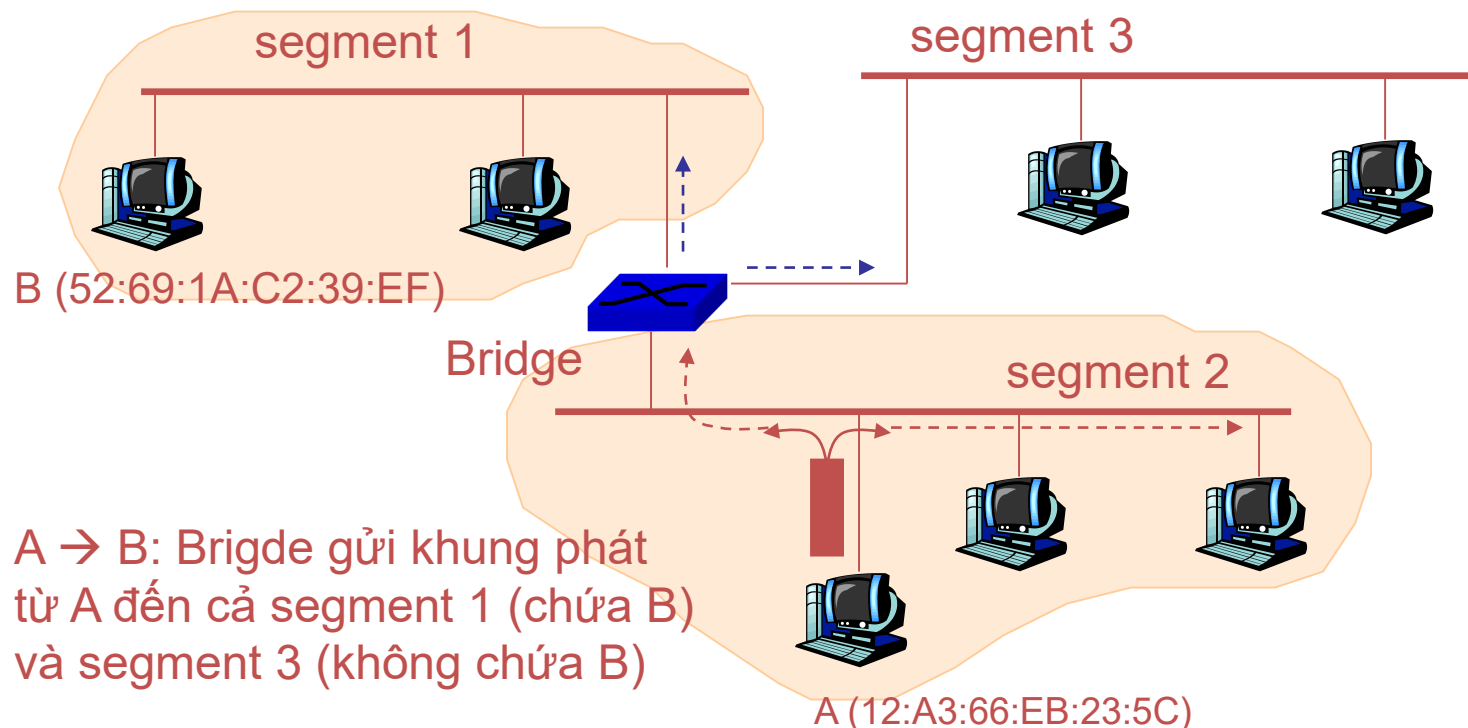 segment 1
segment 3
B (52:69:1A:C2:39:EF)
Bridge
segment 2
A → B: Brigde gửi khung phát
từ A đến cả segment 1 (chứa B)
và segment 3 (không chứa B)
A (12:A3:66:EB:23:5C)